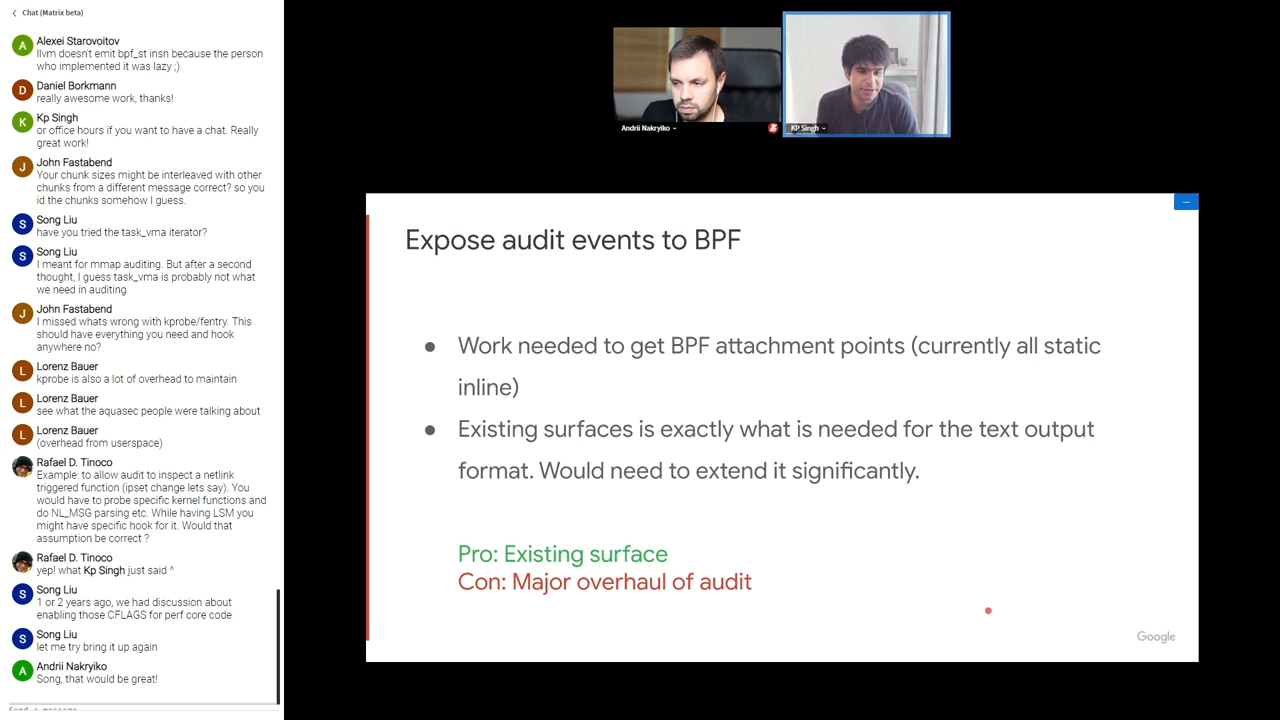 Chat (Matrix beta)
A
Alexei Starovoitov
llvm doesn't emit bpf_st insn because the person
who implemented it was lazy ;)
D
Daniel Borkmann
really awesome work, thanks!
K
Kp Singh
or office hours if you want to have a chat. Really
great work!
J
John Fastabend
Your chunk sizes might be interleaved with other
chunks from a different message correct? so you
id the chunks somehow I guess.
S
Song Liu
have you tried the task_vma iterator?
S
Song Liu
I meant for mmap auditing. But after a second
thought, I guess task_vma is probably not what
we need in auditing
J
John Fastabend
I missed whats wrong with kprobe/fentry. This
should have everything you need and hook
anywhere no?
L
Lorenz Bauer
kprobe is also a lot of overhead to maintain
L
Lorenz Bauer
see what the aquasec people were talking about
L
Lorenz Bauer
(overhead from userspace)
Rafael D. Tinoco
Example: to allow audit to inspect a netlink
triggered function (ipset change lets say). You
would have to probe specific kernel functions and
do NL_MSG parsing etc. While having LSM you
might have specific hook for it. Would that
assumption be correct ?
Rafael D. Tinoco
yep! what Kp Singh just said ^
S
Song Liu
1 or 2 years ago, we had discussion about
enabling those CFLAGS for perf core code
S
Song Liu
let me try bring it up again
A
Andrii Nakryiko
Song, that would be great!
Send a message
Andrii Nakryiko
KP Singh
Expose audit events to BPF
● Work needed to get BPF attachment points (currently all static
inline)
● Existing surfaces is exactly what is needed for the text output
format. Would need to extend it significantly.
Pro: Existing surface
Con: Major overhaul of audit
Google